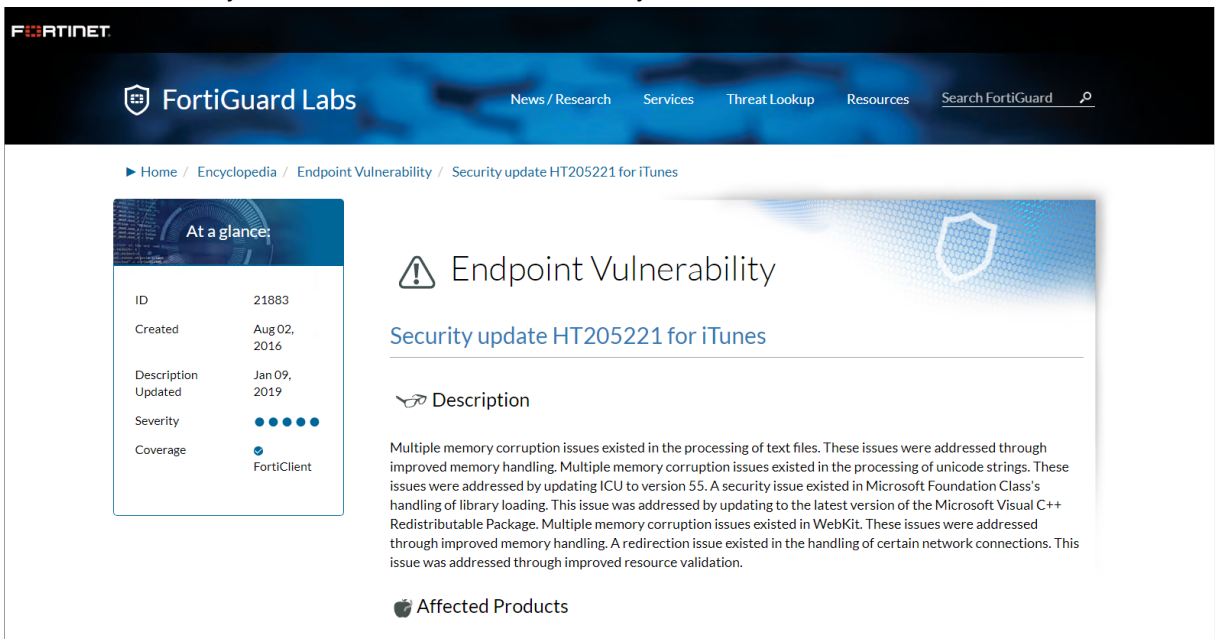 FORTINET
FortiGuard Labs
News / Research Services Threat Lookup Resources Search FortiGuard
Home / Encyclopedia / Endpoint Vulnerability / Security update HT205221 for iTunes
At a glance:
ID 21883
Created Aug 02,
2016
Description Jan 09,
Updated 2019
Severity
Coverage
FortiClient
Endpoint Vulnerability
Security update HT205221 for iTunes
Description
Multiple memory corruption issues existed in the processing of text files. These issues were addressed through
improved memory handling. Multiple memory corruption issues existed in the processing of unicode strings. These
issues were addressed by updating ICU to version 55. A security issue existed in Microsoft Foundation Class's
handling of library loading. This issue was addressed by updating to the latest version of the Microsoft Visual C++
Redistributable Package. Multiple memory corruption issues existed in WebKit. These issues were addressed
through improved memory handling. A redirection issue existed in the handling of certain network connections. This
issue was addressed through improved resource validation.
Affected Products